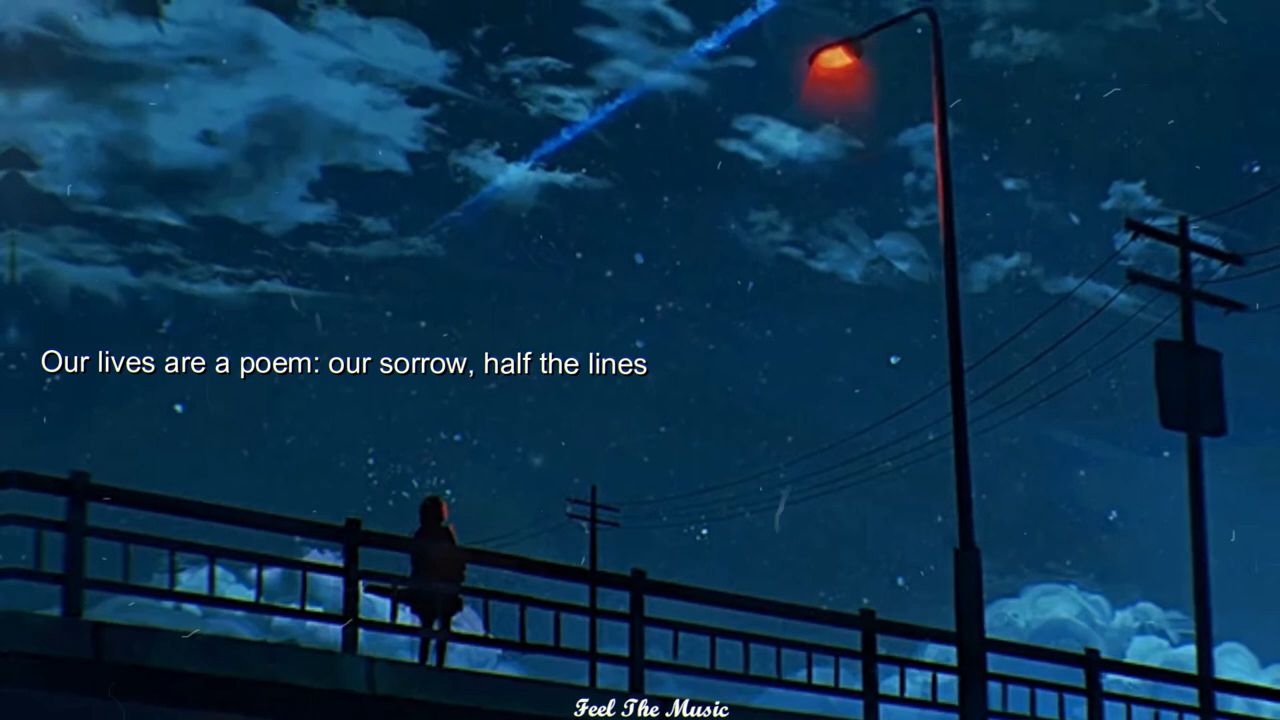 Our lives are a poem: our sorrow, half the lines
Feel The Music